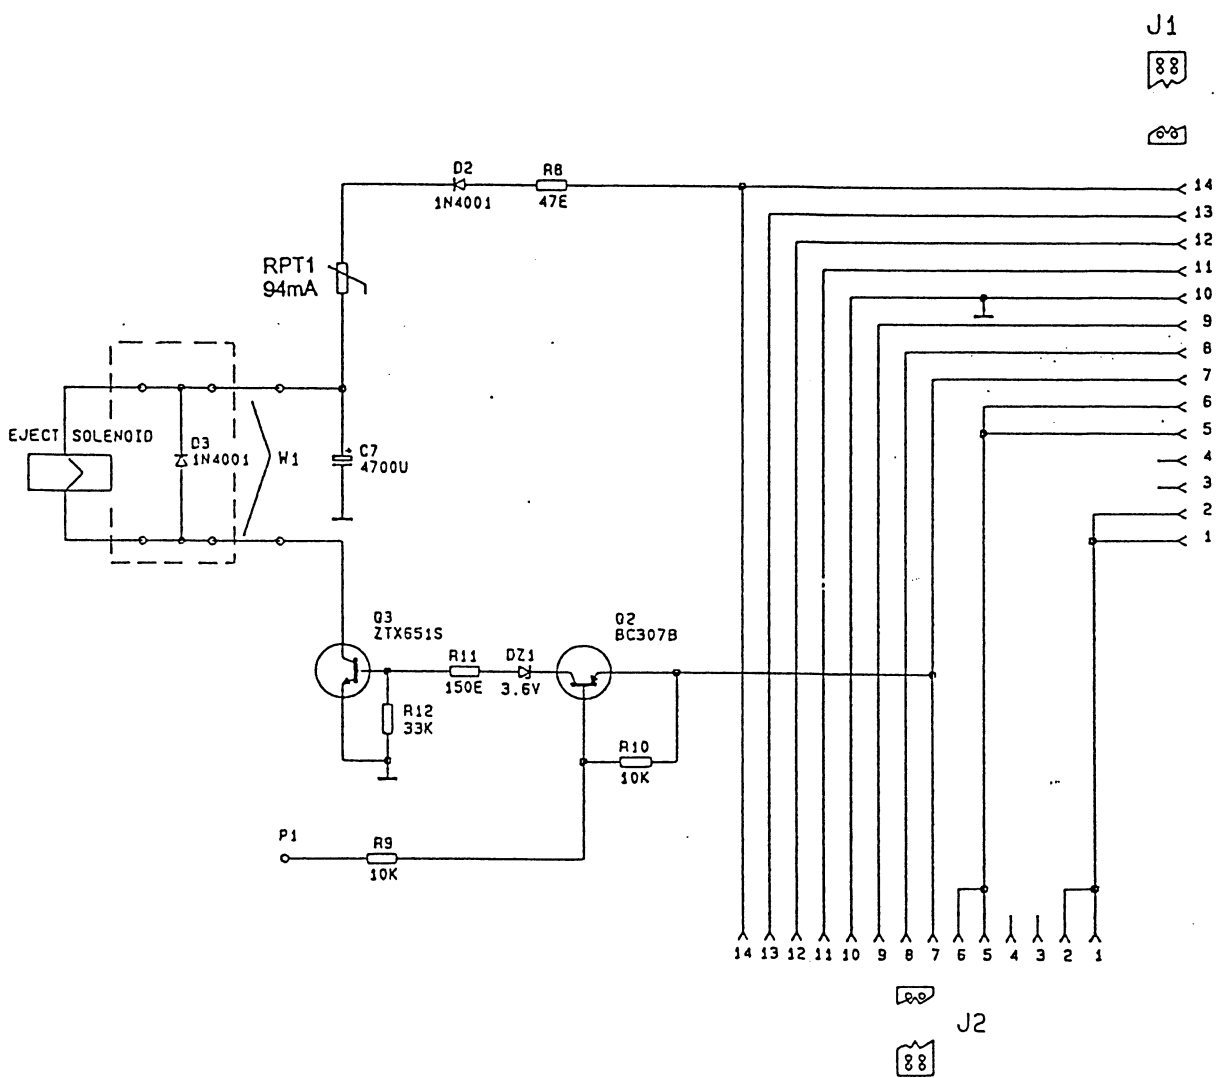 J1
D2
1N4001
R8
47E
14
13
12
11
10
9
8
7
6
5
4
3
2
1
RPT1
94mA
EJECT SOLENOID
D3
1N4001
W1
+
C7
4700U
Q3
ZTX651S
Q2
BC307B
R11
150E
DZ1
3.6V
R12
33K
R10
10K
P1
R9
10K
14 13 12 11 10 9 8 7 6 5 4 3 2 1
J2